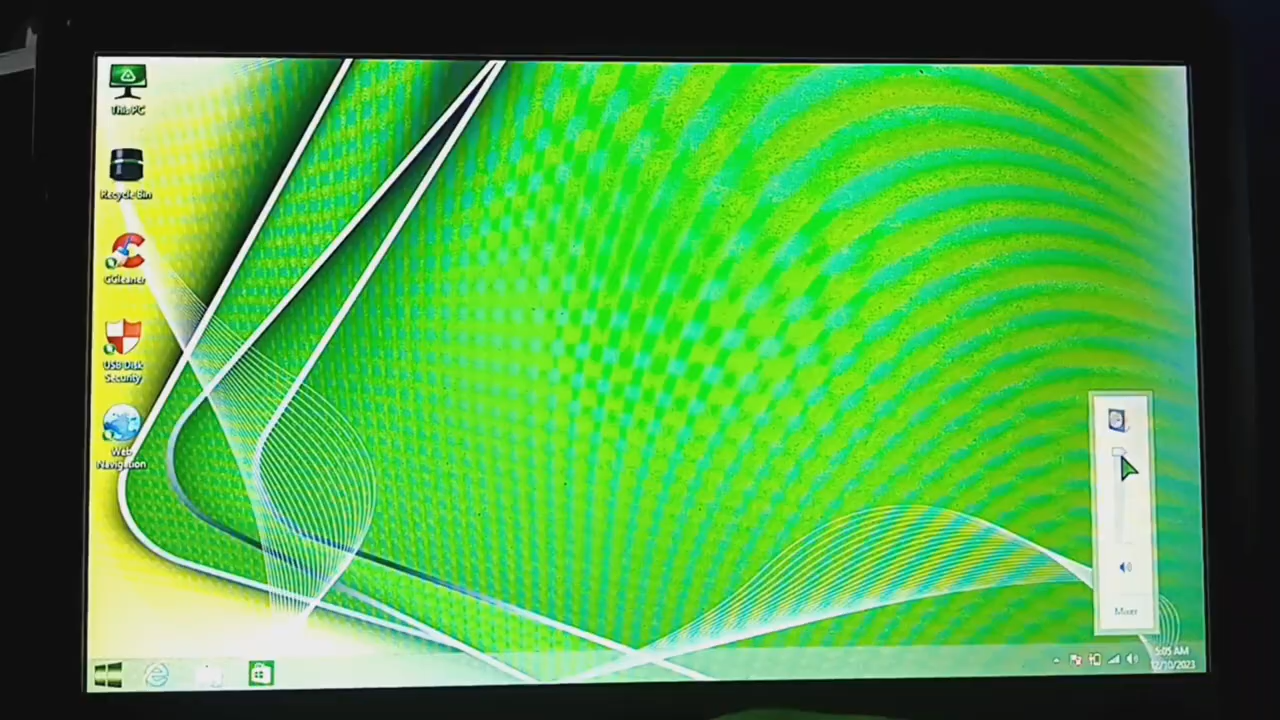 This PC
Recycle Bin
CCleaner
USB Disk
Security
Web
Navigation
Mixer
5:05 AM
12/10/2023